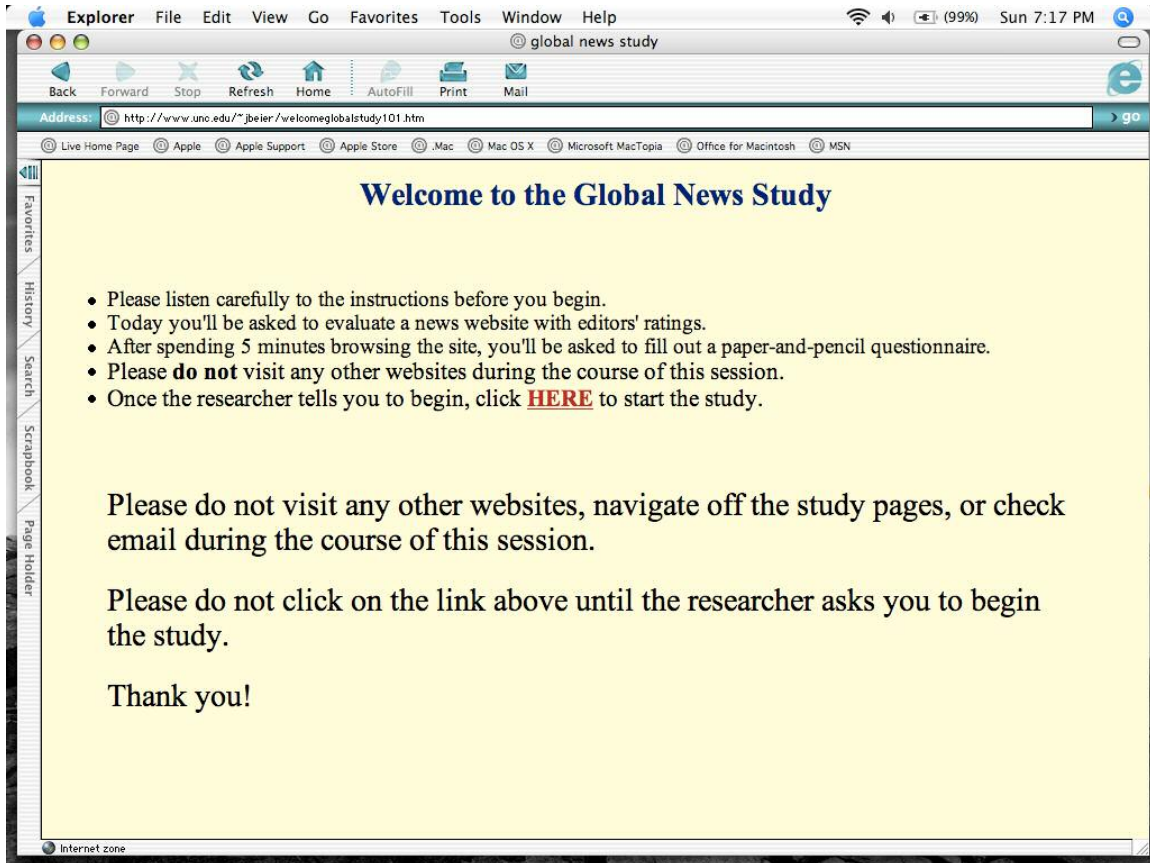 Explorer File Edit View Go Favorites Tools Window Help (99%) Sun 7:17 PM
global news study
Back Forward Stop Refresh Home AutoFill Print Mail
Address: http://www.unc.edu/~jbeier/welcomeglobalstudy101.htm go
Live Home Page Apple Apple Support Apple Store .Mac Mac OS X Microsoft MacTopia Office for Macintosh MSN
Favorites
History
Search
Scrapbook
Page Holder
Welcome to the Global News Study
• Please listen carefully to the instructions before you begin.
• Today you'll be asked to evaluate a news website with editors' ratings.
• After spending 5 minutes browsing the site, you'll be asked to fill out a paper-and-pencil questionnaire.
• Please do not visit any other websites during the course of this session.
• Once the researcher tells you to begin, click HERE to start the study.
Please do not visit any other websites, navigate off the study pages, or check
email during the course of this session.
Please do not click on the link above until the researcher asks you to begin
the study.
Thank you!
Internet zone